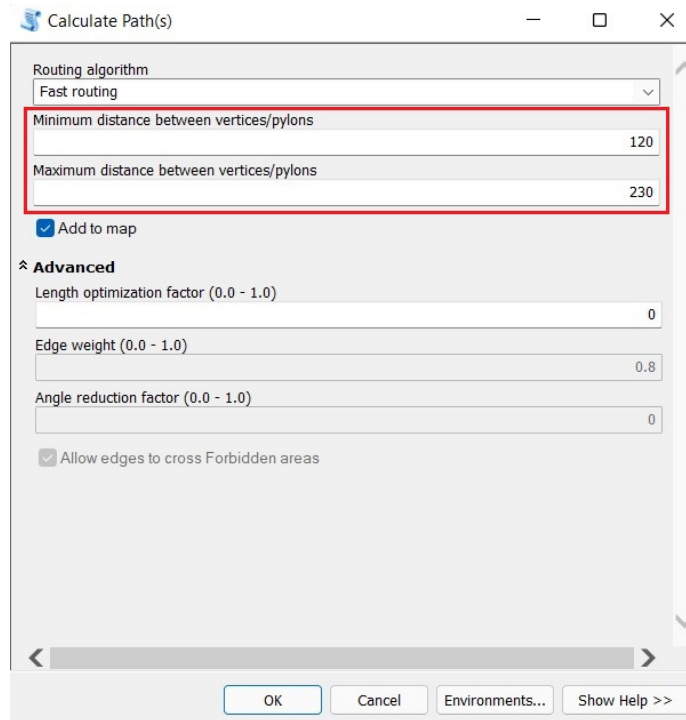 Calculate Path(s)
Routing algorithm
Fast routing
Minimum distance between vertices/pylons
120
Maximum distance between vertices/pylons
230
Add to map
Advanced
Length optimization factor (0.0 - 1.0)
0
Edge weight (0.0 - 1.0)
0.8
Angle reduction factor (0.0 - 1.0)
0
Allow edges to cross Forbidden areas
OK Cancel Environments... Show Help >>